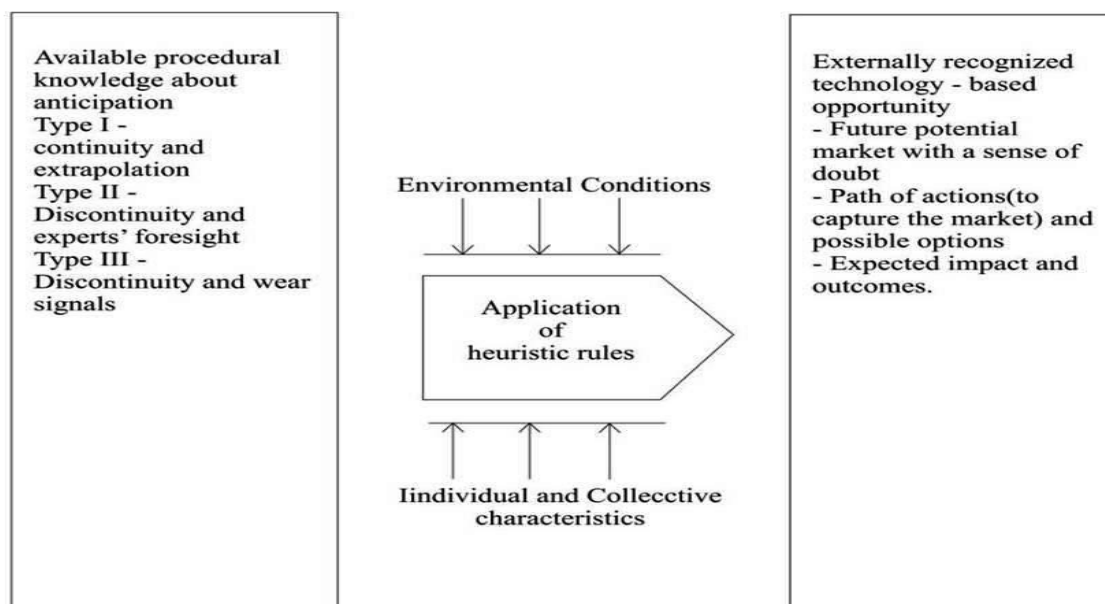 Available procedural
knowledge about
anticipation
Type I -
continuity and
extrapolation
Type II -
Discontinuity and
experts' foresight
Type III -
Discontinuity and wear
signals
Environmental Conditions
Application
of
heuristic rules
Iindividual and Collecctive
characteristics
Externally recognized
technology - based
opportunity
- Future potential
market with a sense of
doubt
- Path of actions(to
capture the market) and
possible options
- Expected impact and
outcomes.